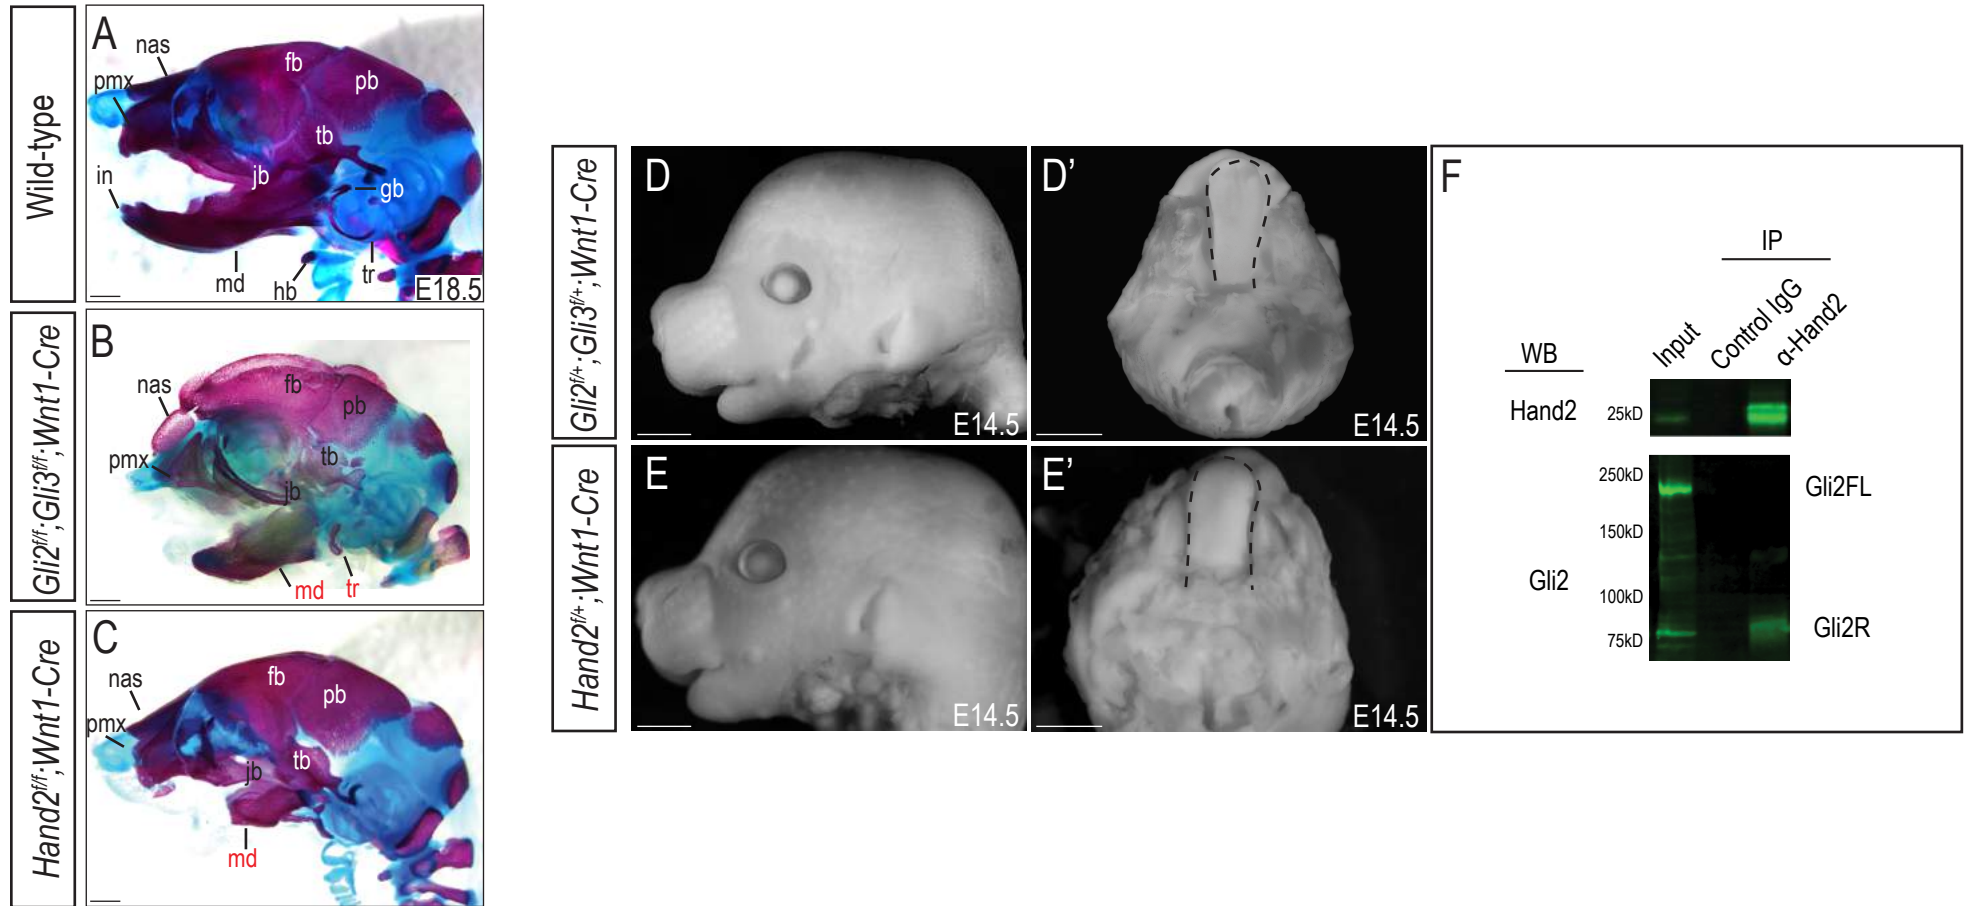 Wild-type
A
nas
pmx
fb
pb
tb
in
jb
gb
md
hb
tr
E18.5
Gli2f/f;Gli3f/f;Wnt1-Cre
B
nas
fb
pb
pmx
tb
jb
md
tr
Hand2f/f;Wnt1-Cre
C
nas
fb
pb
pmx
jb
tb
md
Gli2f/+;Gli3f/+;Wnt1-Cre
D
E14.5
D’
E14.5
Hand2f/+;Wnt1-Cre
E
E14.5
E’
E14.5
F
IP
WB
Input
Control IgG
α-Hand2
Hand2
25kD
250kD
Gli2FL
150kD
Gli2
100kD
Gli2R
75kD